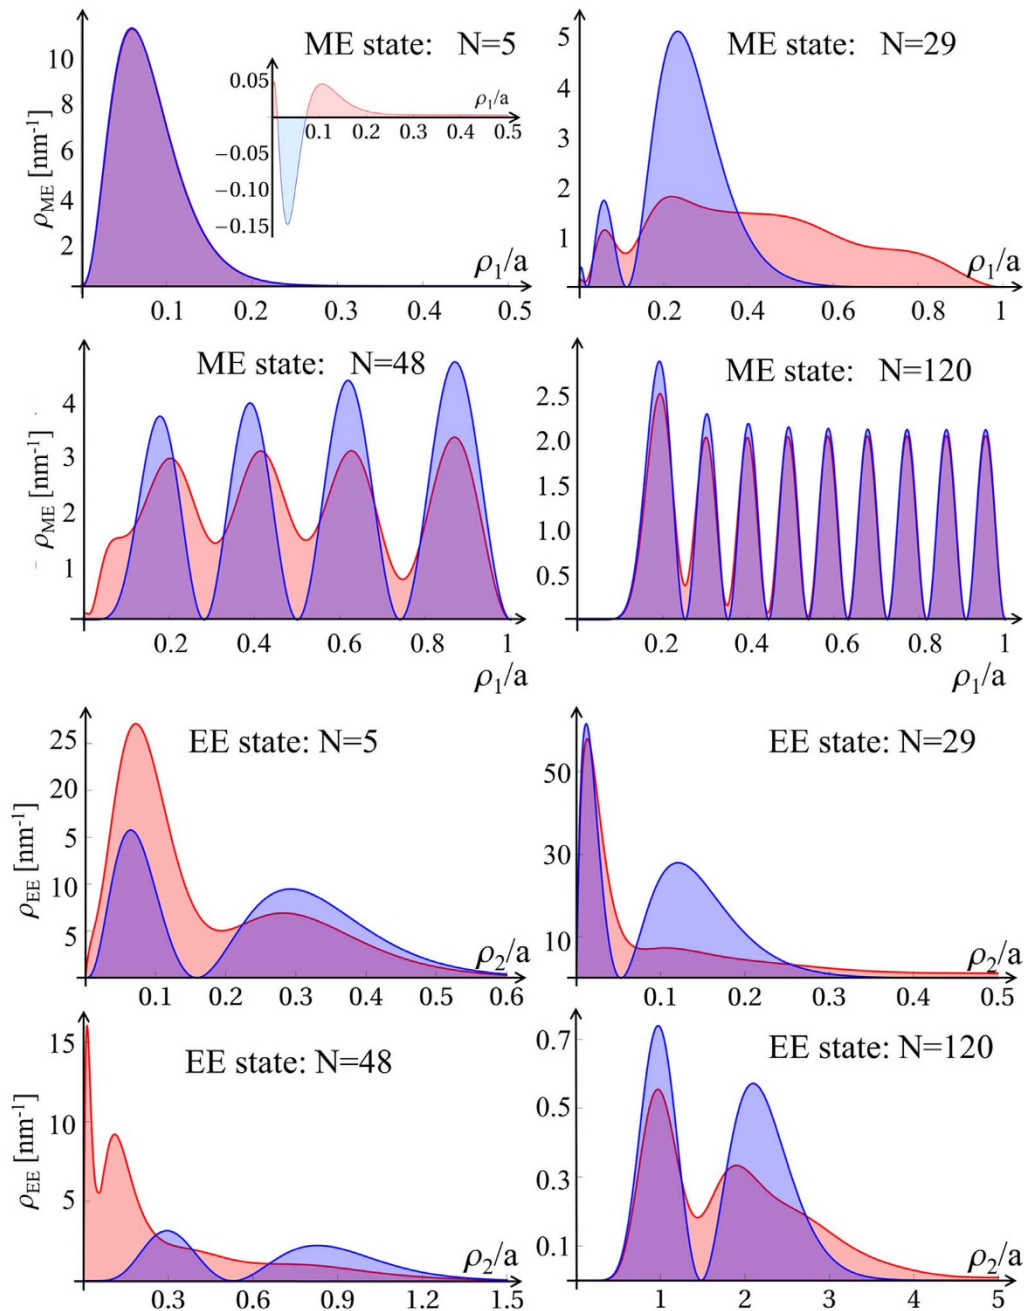 ME state: N=5
ρ_ME [nm⁻¹]
10
8
6
4
2
0.1
0.2
0.3
0.4
0.5
ρ₁/a
0.05
−0.05
−0.10
−0.15
0.1 0.2 0.3 0.4 0.5
ρ₁/a
ME state: N=29
5
4
3
2
1
0.2 0.4 0.6 0.8 1
ρ₁/a
ME state: N=48
ρ_ME [nm⁻¹]
4
3
2
1
0.2 0.4 0.6 0.8 1
ρ₁/a
ME state: N=120
2.5
2.0
1.5
1.0
0.5
0.2 0.4 0.6 0.8 1
ρ₁/a
EE state: N=5
ρ_EE [nm⁻¹]
25
20
5
10
5
0.1 0.2 0.3 0.4 0.5 0.6
ρ₂/a
EE state: N=29
50
30
10
0.1 0.2 0.3 0.4 0.5
ρ₂/a
EE state: N=48
ρ_EE [nm⁻¹]
15
10
5
0.3 0.6 0.9 1.2 1.5
ρ₂/a
EE state: N=120
0.7
0.5
0.3
0.1
1 2 3 4 5
ρ₂/a